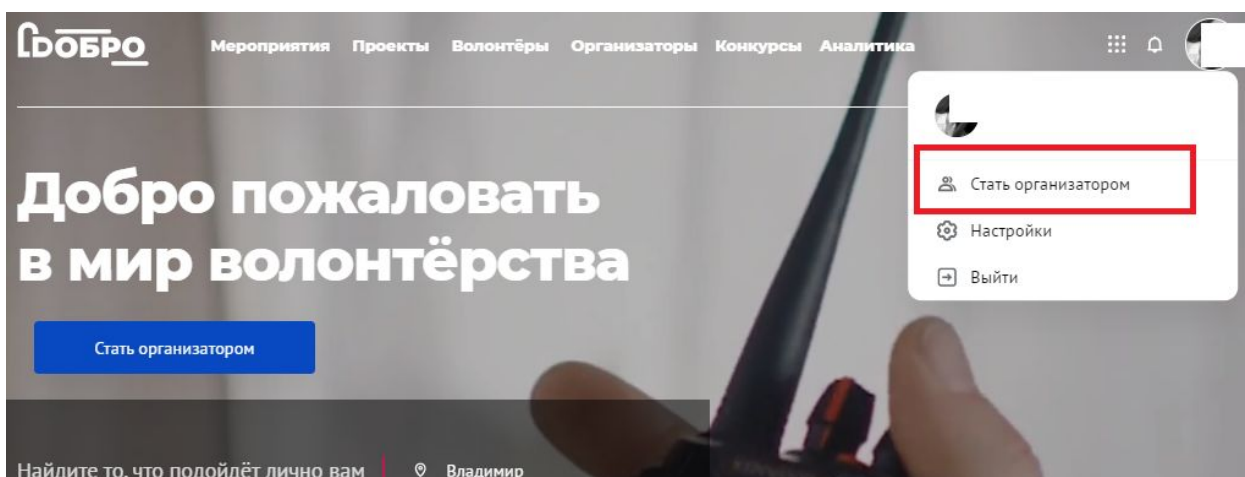 ДОБРО
Мероприятия Проекты Волонтёры Организаторы Конкурсы Аналитика
Добро пожаловать
в мир волонтёрства
Стать организатором
Найдите то, что подойдёт лично вам
Владимир
Стать организатором
Настройки
Выйти